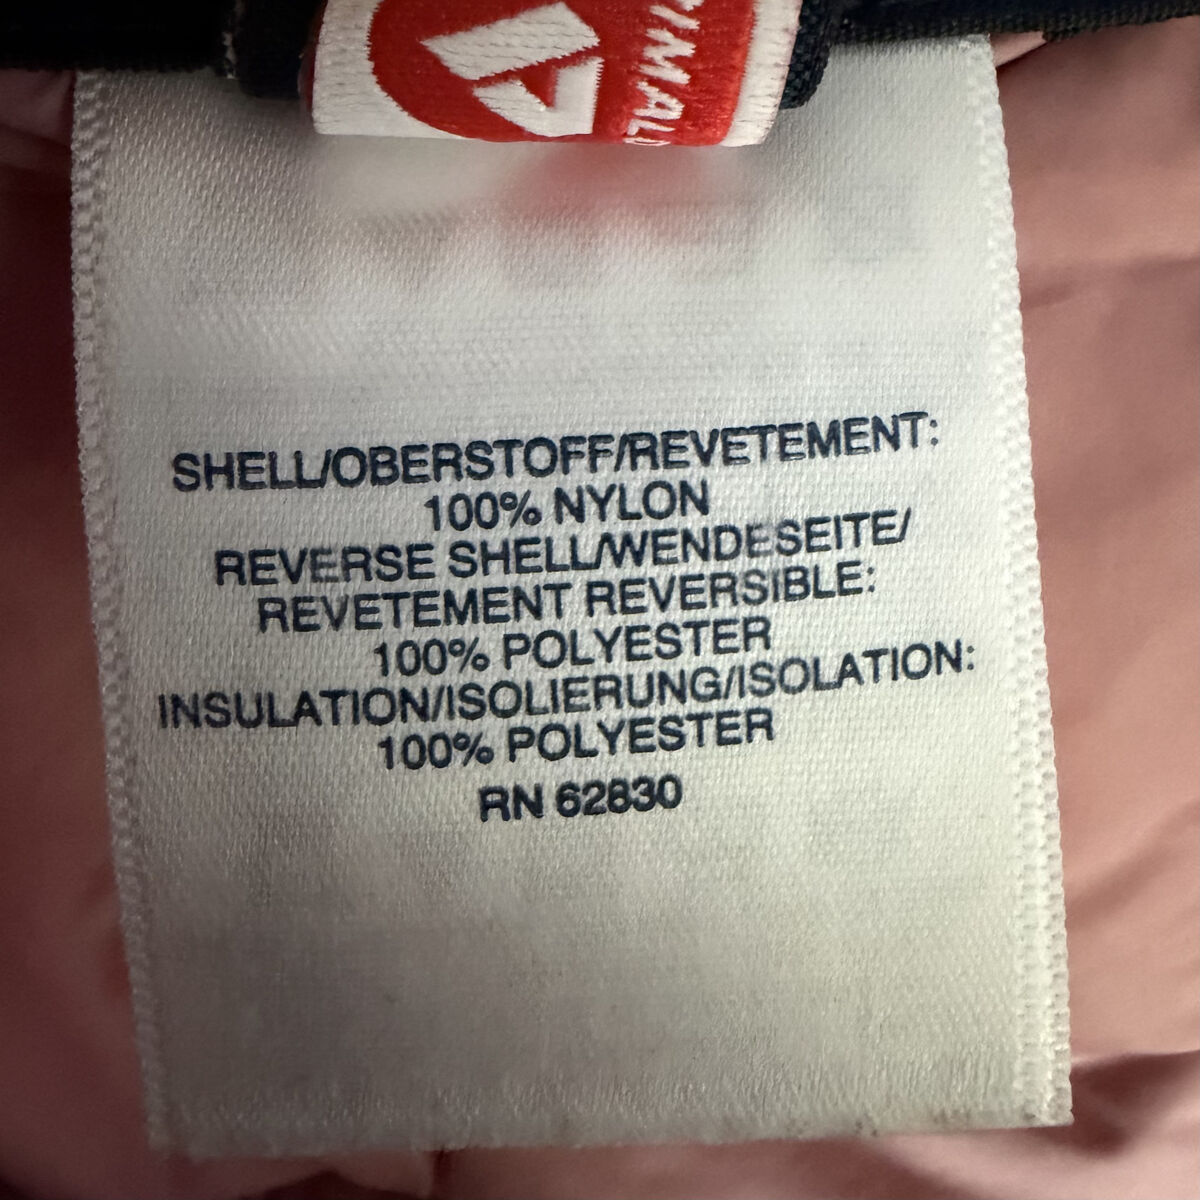 SHELL/OBERSTOFF/REVETEMENT:
100% NYLON
REVERSE SHELL/WENDESEITE/
REVETEMENT REVERSIBLE:
100% POLYESTER
INSULATION/ISOLIERUNG/ISOLATION:
100% POLYESTER
RN 62830